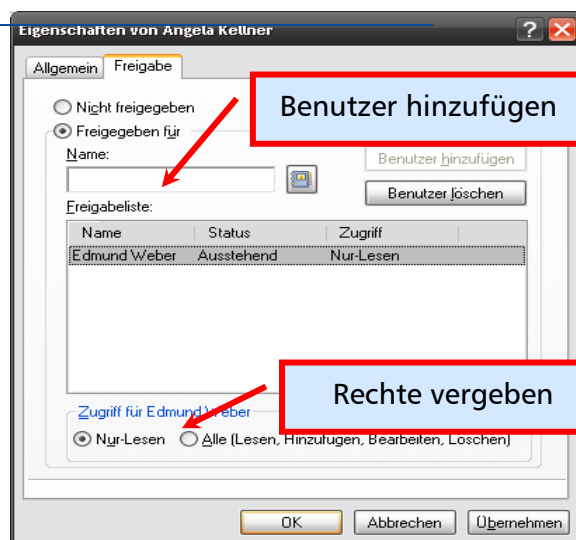 Eigenschaften von Angela Kellner
Allgemein Freigabe
Nicht freigegeben
Benutzer hinzufügen
Freigegeben für
Name:
Benutzer hinzufügen
Benutzer löschen
Freigabeliste:
Name Status Zugriff
Edmund Weber Ausstehend Nur-Lesen
Rechte vergeben
Zugriff für Edmund Weber
Nur-Lesen Alle (Lesen, Hinzufügen, Bearbeiten, Löschen)
OK Abbrechen Übernehmen